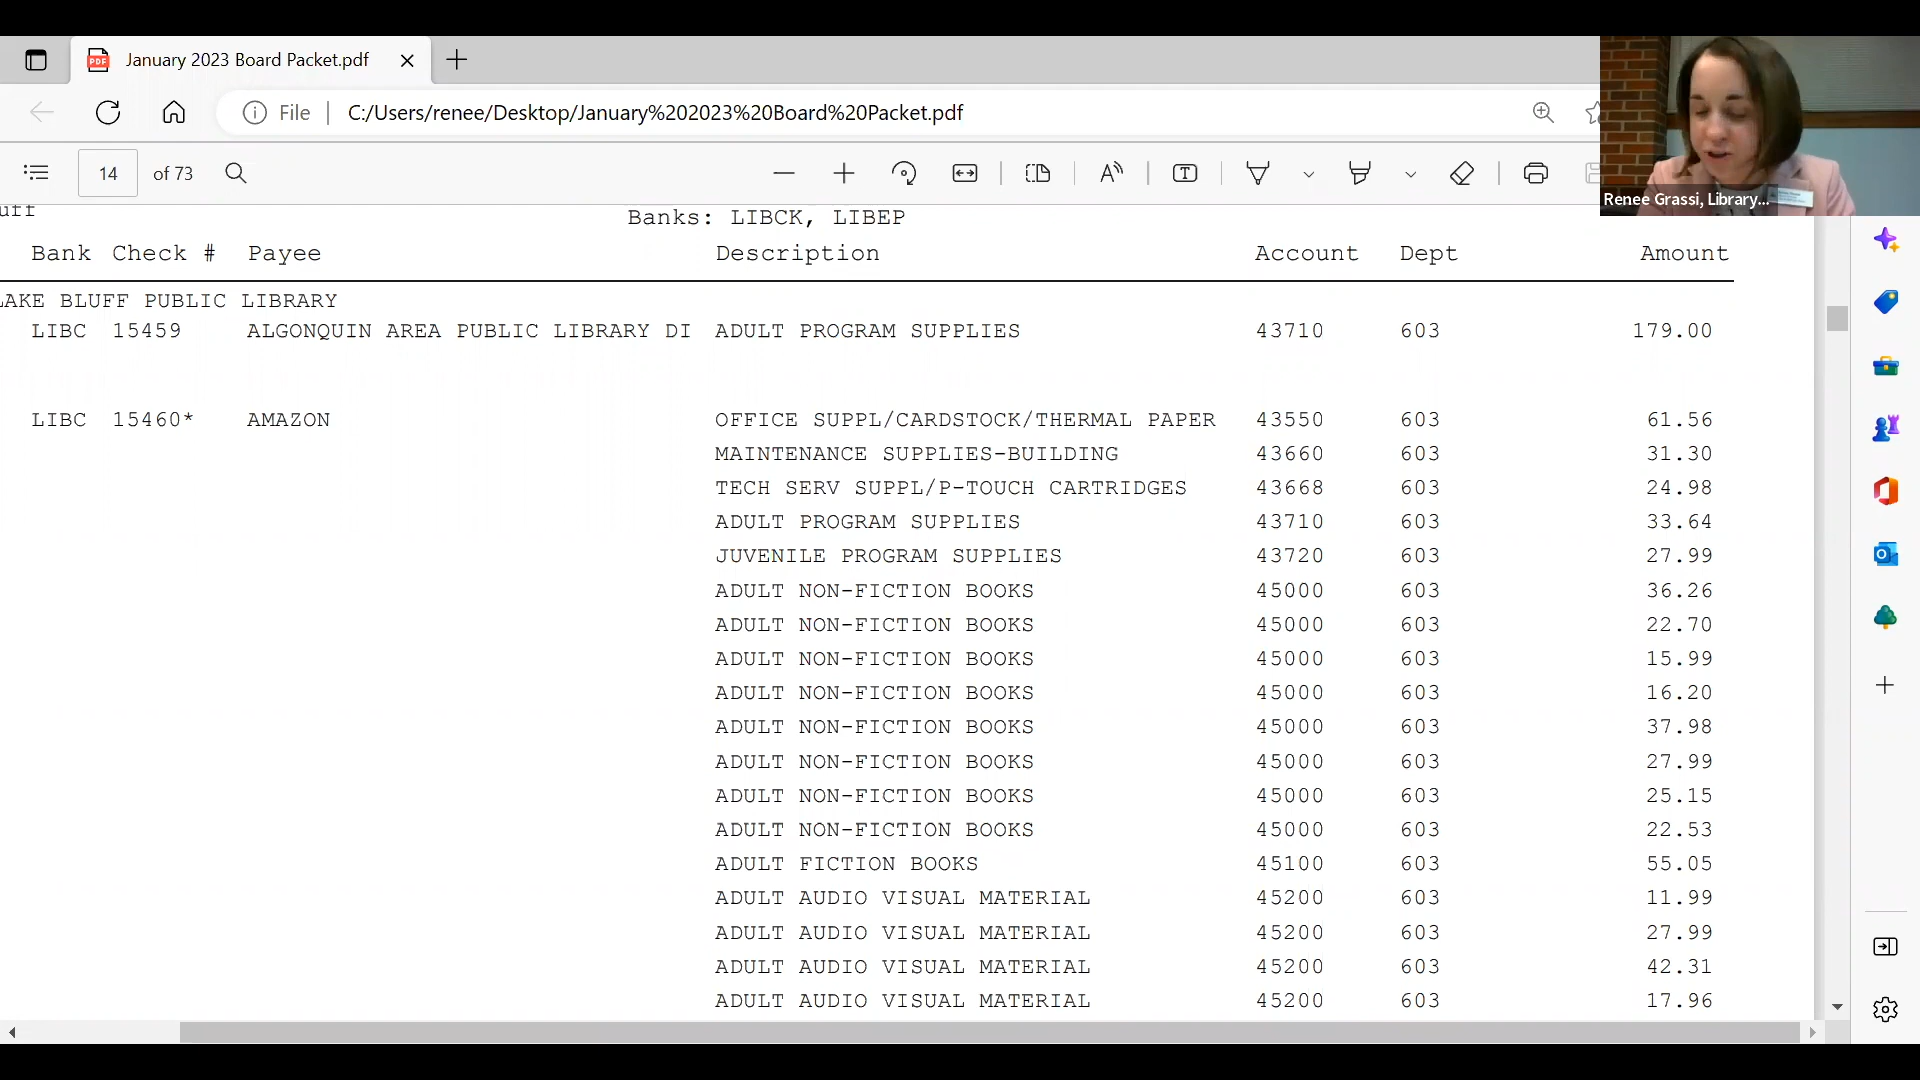 January 2023 Board Packet.pdf
File C:/Users/renee/Desktop/January%202023%20Board%20Packet.pdf
14 of 73
Renee Grassi, Library...
uff
Banks: LIBCK, LIBEP
Bank Check # Payee Description Account Dept Amount
LAKE BLUFF PUBLIC LIBRARY
LIBC 15459 ALGONQUIN AREA PUBLIC LIBRARY DI ADULT PROGRAM SUPPLIES 43710 603 179.00
LIBC 15460* AMAZON OFFICE SUPPL/CARDSTOCK/THERMAL PAPER 43550 603 61.56
MAINTENANCE SUPPLIES-BUILDING 43660 603 31.30
TECH SERV SUPPL/P-TOUCH CARTRIDGES 43668 603 24.98
ADULT PROGRAM SUPPLIES 43710 603 33.64
JUVENILE PROGRAM SUPPLIES 43720 603 27.99
ADULT NON-FICTION BOOKS 45000 603 36.26
ADULT NON-FICTION BOOKS 45000 603 22.70
ADULT NON-FICTION BOOKS 45000 603 15.99
ADULT NON-FICTION BOOKS 45000 603 16.20
ADULT NON-FICTION BOOKS 45000 603 37.98
ADULT NON-FICTION BOOKS 45000 603 27.99
ADULT NON-FICTION BOOKS 45000 603 25.15
ADULT NON-FICTION BOOKS 45000 603 22.53
ADULT FICTION BOOKS 45100 603 55.05
ADULT AUDIO VISUAL MATERIAL 45200 603 11.99
ADULT AUDIO VISUAL MATERIAL 45200 603 27.99
ADULT AUDIO VISUAL MATERIAL 45200 603 42.31
ADULT AUDIO VISUAL MATERIAL 45200 603 17.96